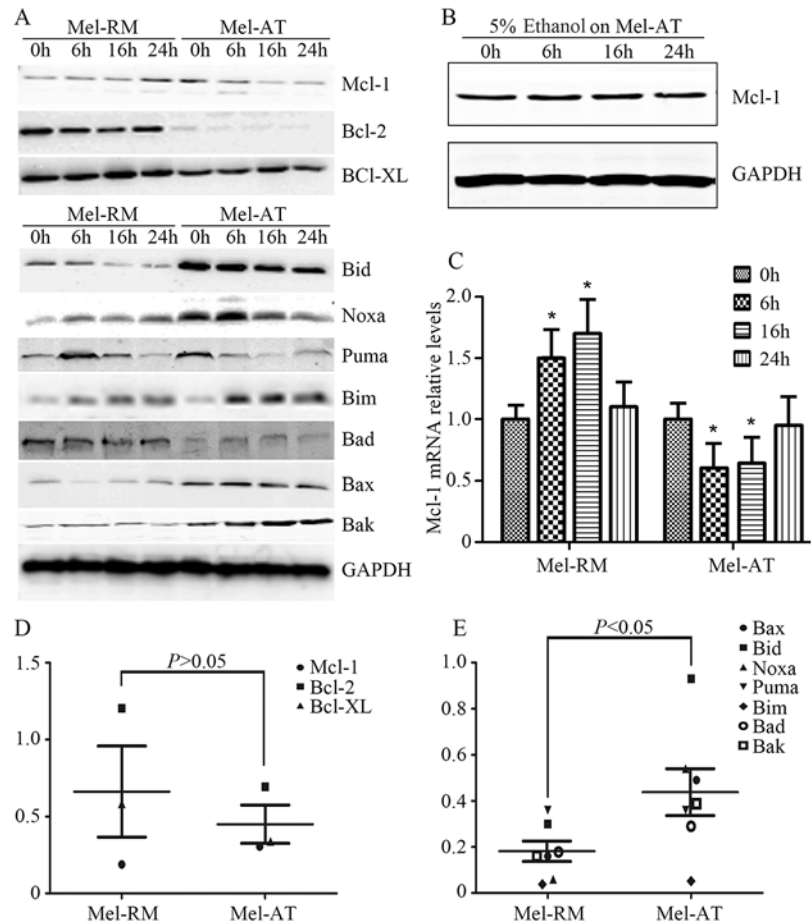 A
Mel-RM Mel-AT
0h 6h 16h 24h 0h 6h 16h 24h
Mcl-1
Bcl-2
BCl-XL
Mel-RM Mel-AT
0h 6h 16h 24h 0h 6h 16h 24h
Bid
Noxa
Puma
Bim
Bad
Bax
Bak
GAPDH
B
5% Ethanol on Mel-AT
0h 6h 16h 24h
Mcl-1
GAPDH
C
Mcl-1 mRNA relative levels
2.0
1.5
1.0
0.5
0
* * * *
Mel-RM Mel-AT
0h
6h
16h
24h
D
1.5
1.0
0.5
0
P>0.05
Mcl-1
Bcl-2
Bcl-XL
Mel-RM Mel-AT
E
1.0
0.8
0.6
0.4
0.2
0
P<0.05
Bax
Bid
Noxa
Puma
Bim
Bad
Bak
Mel-RM Mel-AT